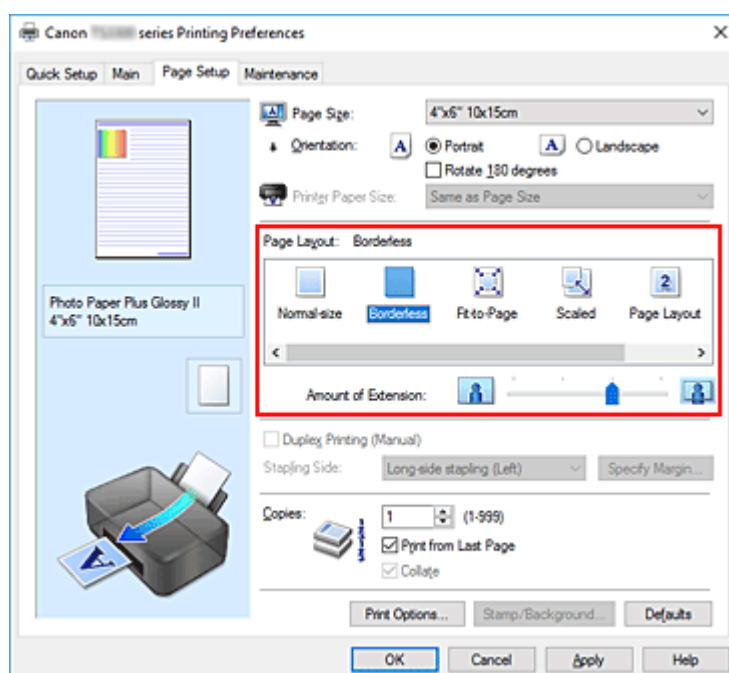 Canon series Printing Preferences
Quick Setup Main Page Setup Maintenance
Page Size: 4"x6" 10x15cm
Orientation: A Portrait A Landscape
Rotate 180 degrees
Printer Paper Size: Same as Page Size
Page Layout: Borderless
2
Normal-size Borderless Fit-to-Page Scaled Page Layout
Photo Paper Plus Glossy II
4"x6" 10x15cm
Amount of Extension:
Duplex Printing (Manual)
Stapling Side: Long-side stapling (Left) Specify Margin...
Copies: 1 (1-999)
Print from Last Page
Collate
A
Print Options... Stamp/Background... Defaults
OK Cancel Apply Help